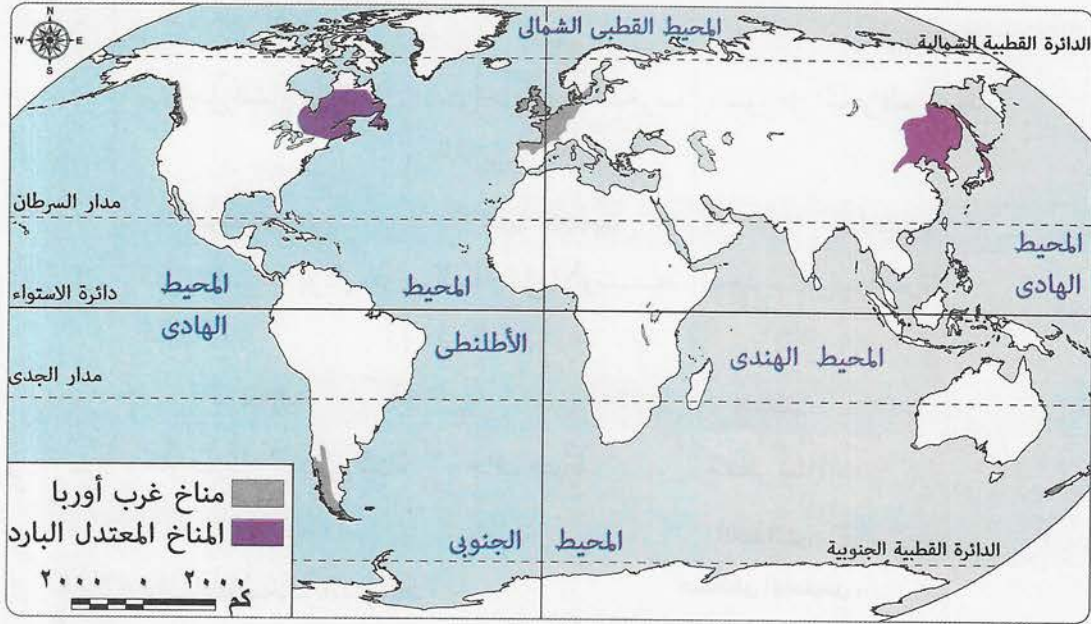 N
W E
S
المحيط القطبى الشمالى
الدائرة القطبية الشمالية
مدار السرطان
المحيط الهادى
دائرة الاستواء
المحيط الهادى
المحيط الأطلنطى
المحيط الهندى
مدار الجدى
المحيط الجنوبى
الدائرة القطبية الجنوبية
مناخ غرب أوربا
المناخ المعتدل البارد
٢٠٠٠ ٠ ٢٠٠٠
كم